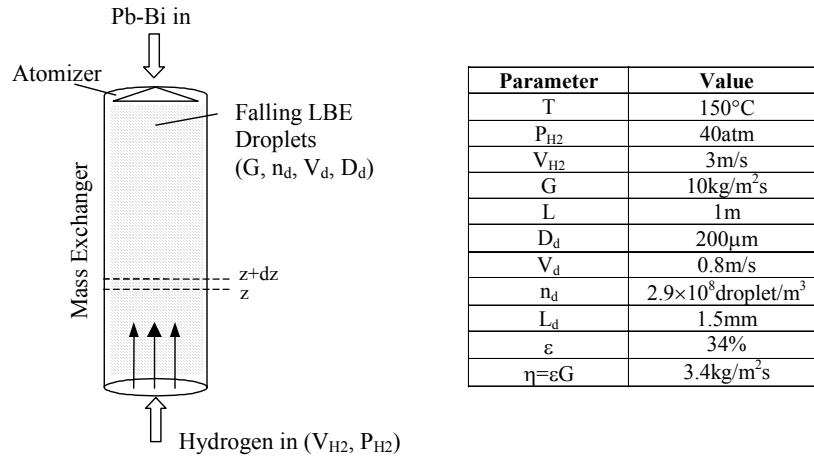 Pb-Bi in
Atomizer
Falling LBE
Droplets
(G, n_d, V_d, D_d)
Mass Exchanger
z+dz
z
Hydrogen in (V_H2, P_H2)
Parameter Value
T 150°C
P_H2 40atm
V_H2 3m/s
G 10kg/m²s
L 1m
D_d 200μm
V_d 0.8m/s
n_d 2.9×10⁸droplet/m³
L_d 1.5mm
ε 34%
η=εG 3.4kg/m²s